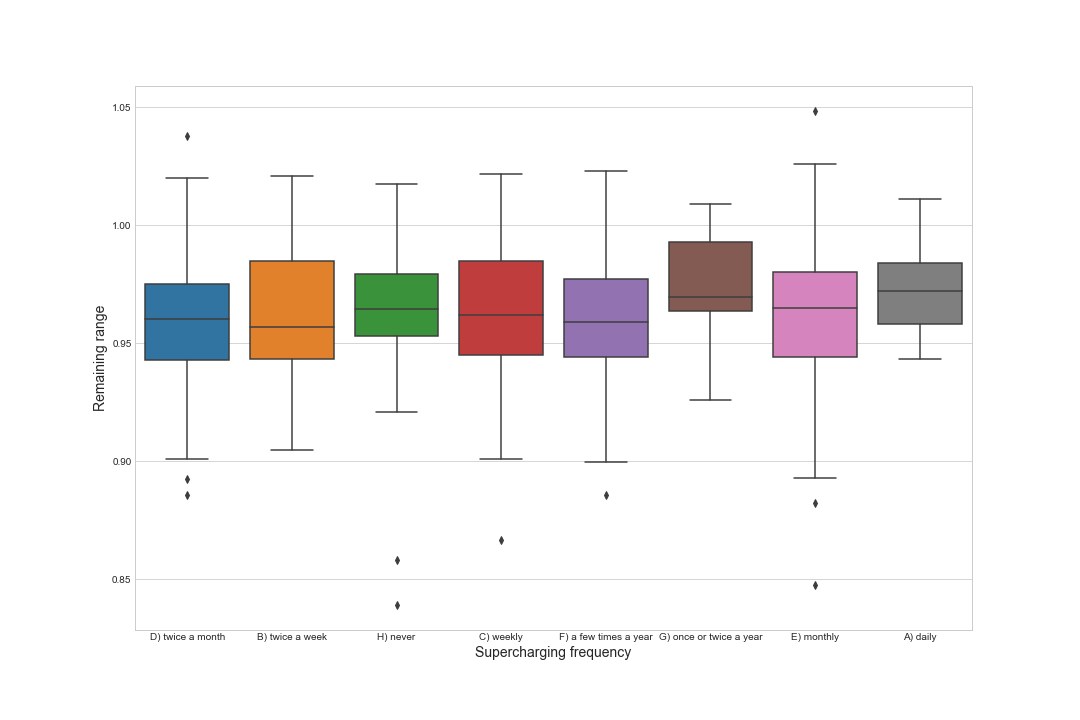 1.05
1.00
0.95
0.90
0.85
Remaining range
D) twice a month B) twice a week H) never C) weekly F) a few times a year G) once or twice a year E) monthly A) daily
Supercharging frequency